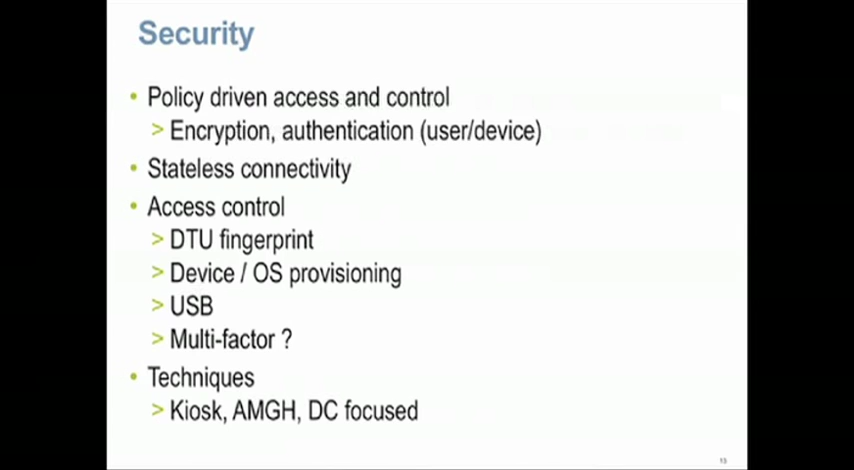 Security
• Policy driven access and control
> Encryption, authentication (user/device)
• Stateless connectivity
• Access control
> DTU fingerprint
> Device / OS provisioning
> USB
> Multi-factor ?
• Techniques
> Kiosk, AMGH, DC focused